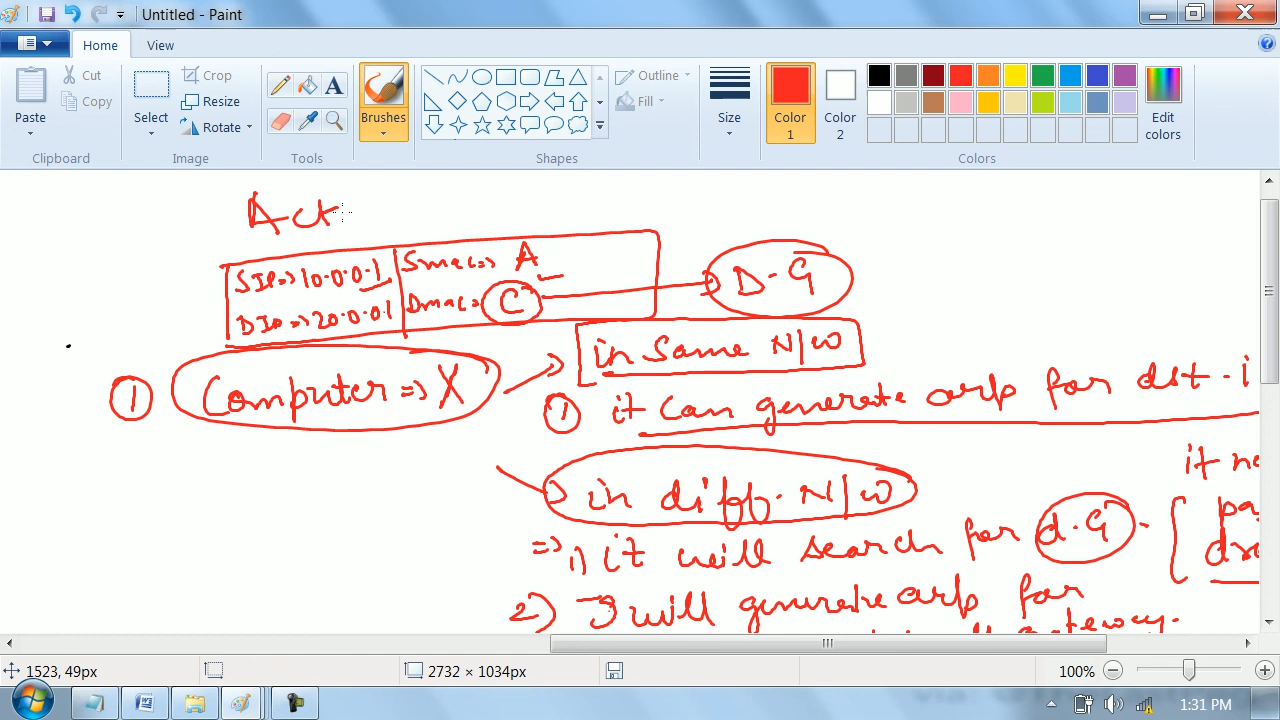 Untitled - Paint
Home View
Paste
Cut
Copy
Clipboard
Select
Crop
Resize
Rotate
Image
Tools
Brushes
Shapes
Outline
Fill
Size
Color 1
Color 2
Edit colors
Colors
Act
SIP=>10.0.0.1 Smac=> A
DIP=>20.0.0.1 Dmac=> C D.G
in Same N/W
① Computer => X
① it can generate arp for dst. i
in diff. N/W
it
=> 1) it will search for d.G.
2) I will generate arp for
1523, 49px
2732 × 1034px
100%
1:31 PM